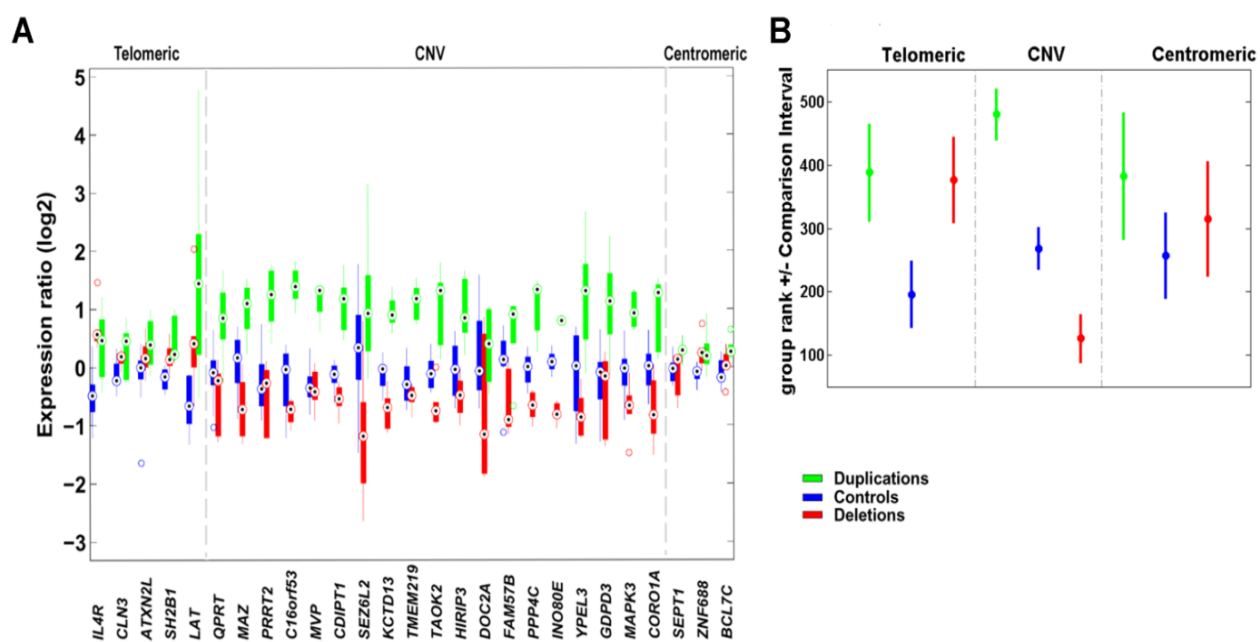 A
Telomeric CNV Centromeric
Expression ratio (log2)
5
4
3
2
1
0
−1
−2
−3
IL4R
CLN3
ATXN2L
SH2B1
LAT
QPRT
MAZ
PRRT2
C16orf53
MVP
CDIPT1
SEZ6L2
KCTD13
TMEM219
TAOK2
HIRIP3
DOC2A
FAM57B
PPP4C
INO80E
YPEL3
GDPD3
MAPK3
CORO1A
SEPT1
ZNF688
BCL7C
B
Telomeric CNV Centromeric
group rank +/- Comparison Interval
500
400
300
200
100
Duplications
Controls
Deletions